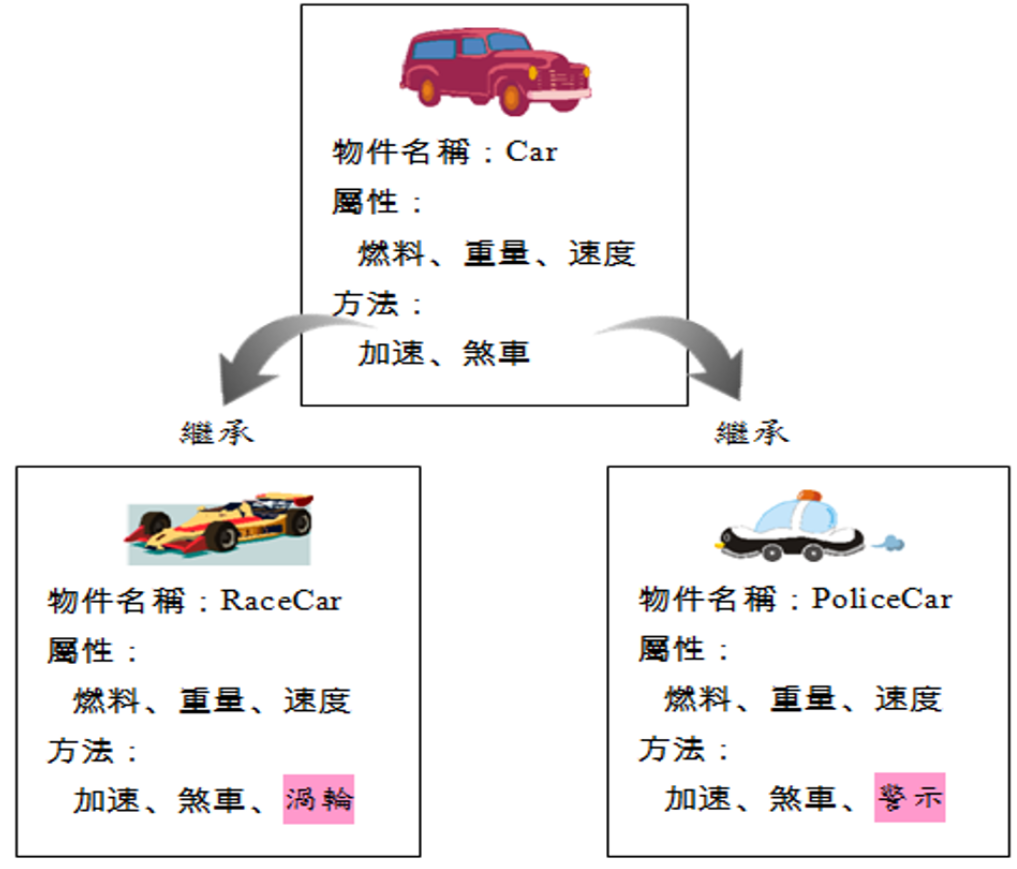 物件名稱：Car
屬性：
燃料、重量、速度
方法：
加速、煞車
繼承
繼承
物件名稱：RaceCar
屬性：
燃料、重量、速度
方法：
加速、煞車、渦輪
物件名稱：PoliceCar
屬性：
燃料、重量、速度
方法：
加速、煞車、警示